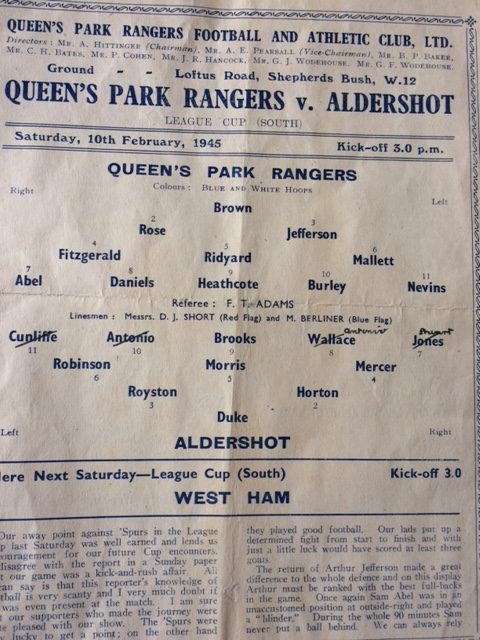 QUEEN'S PARK RANGERS FOOTBALL AND ATHLETIC CLUB, LTD.
Directors: Mr. A. Hittinger (Chairman), Mr. A. E. Pearsall (Vice-Chairman), Mr. B. P. Baker,
Mr. C. H. Bates, Mr. P. Cohen, Mr. J. R. Hancock, Mr. G. J. Wodehouse, Mr. G. F. Wodehouse.
Ground - - Loftus Road, Shepherds Bush, W.12
QUEEN'S PARK RANGERS v. ALDERSHOT
LEAGUE CUP (SOUTH)
Saturday, 10th February, 1945 Kick-off 3.0 p.m.
QUEEN'S PARK RANGERS
Right Colours: Blue and White Hoops Left
Brown
2 3
Rose Jefferson
4 5 6
Fitzgerald Ridyard Mallett
7 8 9 10 11
Abel Daniels Heathcote Burley Nevins
Referee: F. T. ADAMS
Linesmen: Messrs. D. J. SHORT (Red Flag) and M. BERLINER (Blue Flag)
antonio
Cunliffe Antonio Brooks Wallace Jones
11 10 9 8 7
Robinson Morris Mercer
6 5 4
Royston Horton
3 2
Duke
Left Right
ALDERSHOT
ere Next Saturday—League Cup (South) Kick-off 3.0
WEST HAM
Our away point against 'Spurs in the League
p last Saturday was well earned and lends us
ouragement for our future Cup encounters.
disagree with the report in a Sunday paper
t our game was a kick-and-rush affair. All
can say is that this reporter's knowledge of
tball is very scanty and I very much doubt if
was even present at the match. I am sure
our supporters who made the journey were
te pleased with our show. The 'Spurs were
lucky to get a point; on the other hand
they played good football. Our lads put up a
determined fight from start to finish and with
just a little luck would have scored at least three
goals.
The return of Arthur Jefferson made a great
difference to the whole defence and on this display
Arthur must be ranked with the best full-backs
in the game. Once again Sam Abel was in an
unaccustomed position at outside-right and played
a "blinder." During the whole 90 minutes Sam
never put a ball behind. We can always rely